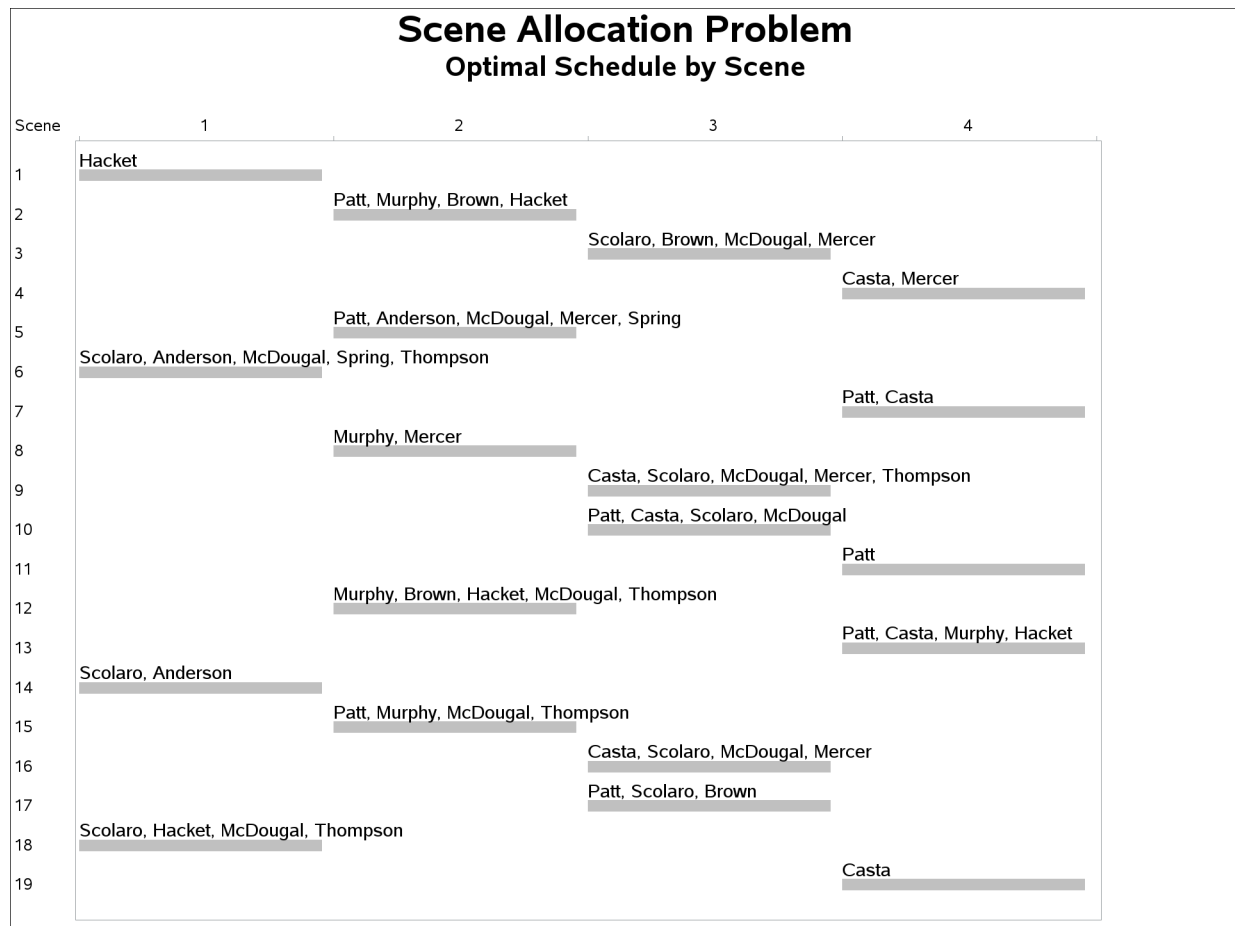 Scene Allocation Problem
Optimal Schedule by Scene
Scene 1 2 3 4
Hacket
1
Patt, Murphy, Brown, Hacket
2
Scolaro, Brown, McDougal, Mercer
3
Casta, Mercer
4
Patt, Anderson, McDougal, Mercer, Spring
5
Scolaro, Anderson, McDougal, Spring, Thompson
6
Patt, Casta
7
Murphy, Mercer
8
Casta, Scolaro, McDougal, Mercer, Thompson
9
Patt, Casta, Scolaro, McDougal
10
Patt
11
Murphy, Brown, Hacket, McDougal, Thompson
12
Patt, Casta, Murphy, Hacket
13
Scolaro, Anderson
14
Patt, Murphy, McDougal, Thompson
15
Casta, Scolaro, McDougal, Mercer
16
Patt, Scolaro, Brown
17
Scolaro, Hacket, McDougal, Thompson
18
Casta
19